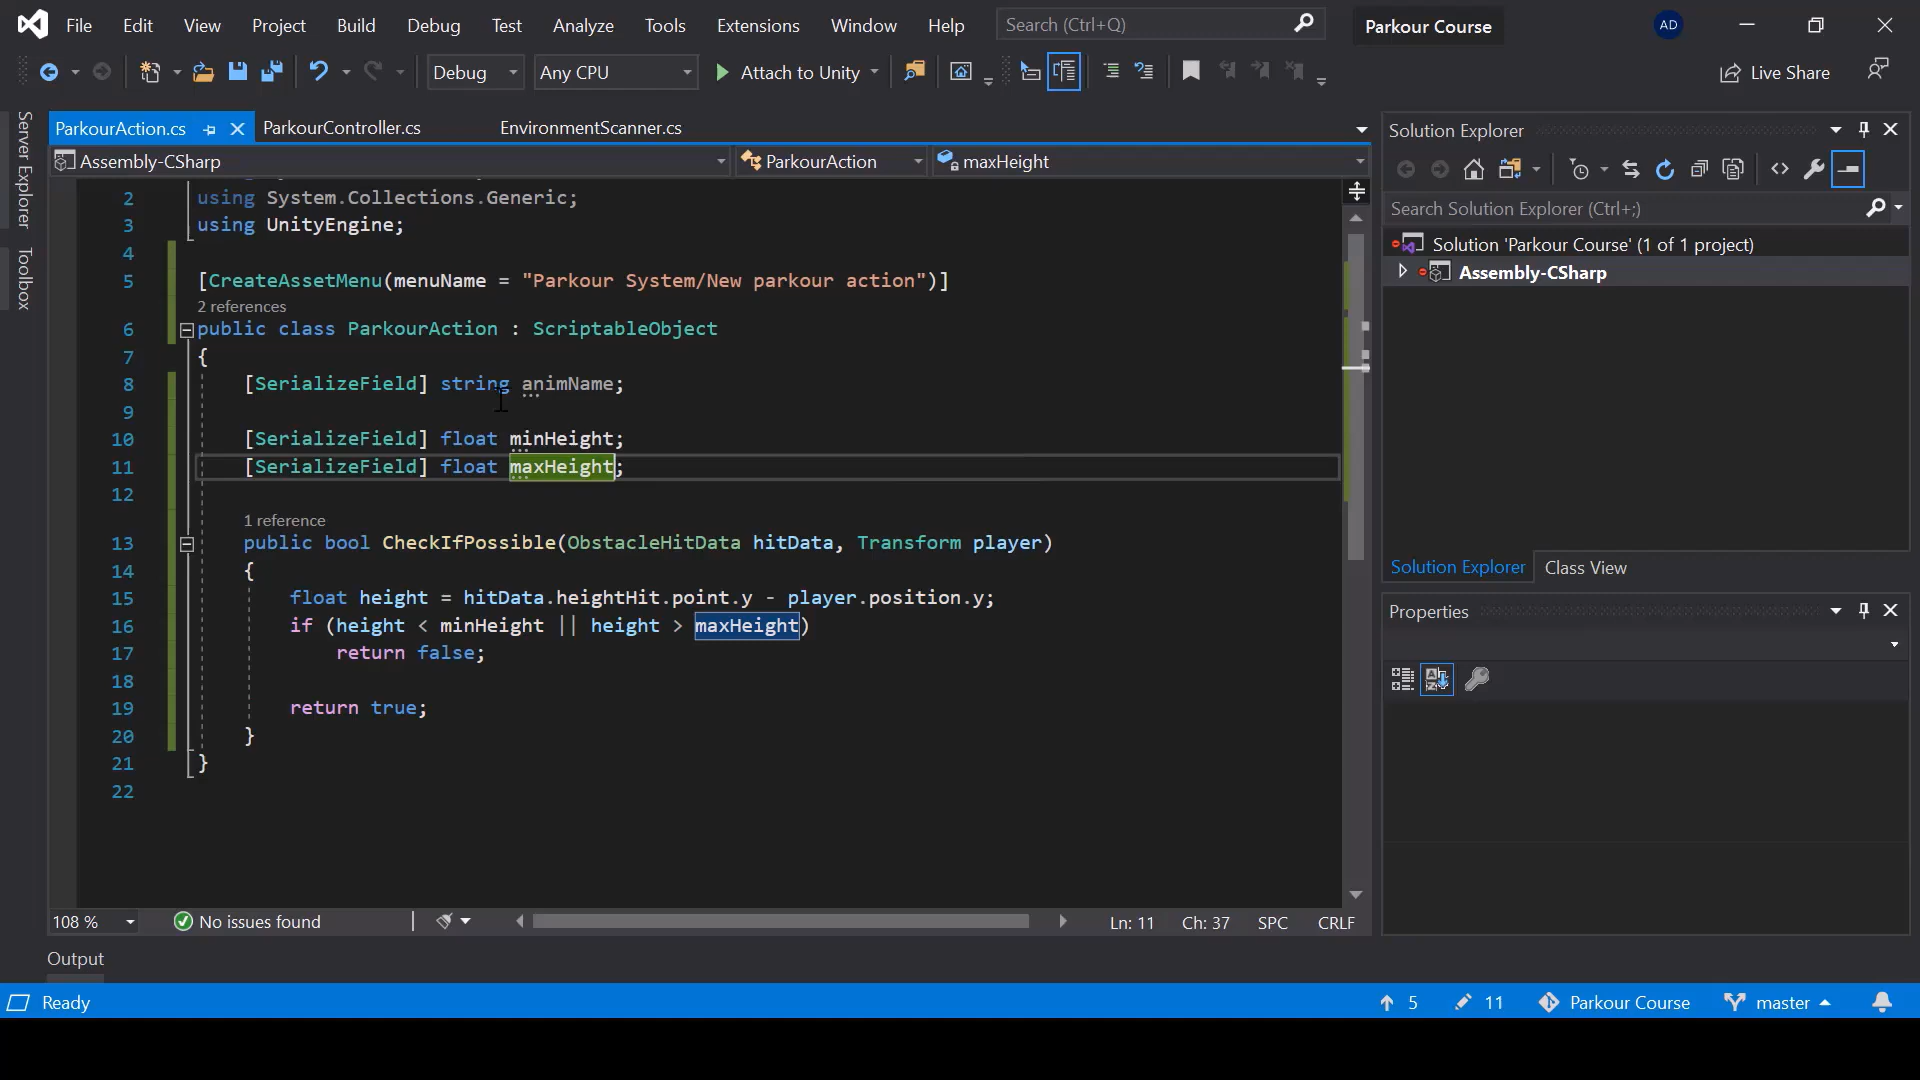 File Edit View Project Build Debug Test Analyze Tools Extensions Window Help Search (Ctrl+Q) Parkour Course AD
Debug Any CPU Attach to Unity Live Share
Server Explorer
Toolbox
ParkourAction.cs ParkourController.cs EnvironmentScanner.cs
Assembly-CSharp ParkourAction maxHeight
2 using System.Collections.Generic;
3 using UnityEngine;
4
5 [CreateAssetMenu(menuName = "Parkour System/New parkour action")]
2 references
6 public class ParkourAction : ScriptableObject
7 {
8 [SerializeField] string animName;
9
10 [SerializeField] float minHeight;
11 [SerializeField] float maxHeight;
12
1 reference
13 public bool CheckIfPossible(ObstacleHitData hitData, Transform player)
14 {
15 float height = hitData.heightHit.point.y - player.position.y;
16 if (height < minHeight || height > maxHeight)
17 return false;
18
19 return true;
20 }
21 }
22
108 % No issues found Ln: 11 Ch: 37 SPC CRLF
Solution Explorer
Search Solution Explorer (Ctrl+;)
Solution 'Parkour Course' (1 of 1 project)
Assembly-CSharp
Solution Explorer Class View
Properties
Output
Ready 5 11 Parkour Course master